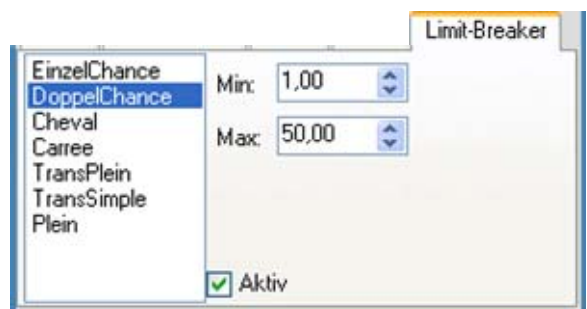 Limit-Breaker
EinzelChance
DoppelChance
Cheval
Carree
TransPlein
TransSimple
Plein
Min: 1,00
Max: 50,00
Aktiv